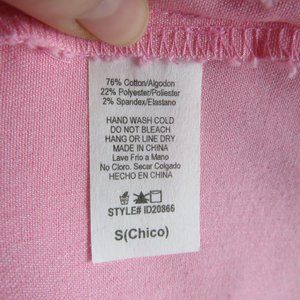 76% Cotton/Algodon
22% Polyester/Poliester
2% Spandex/Elastano
HAND WASH COLD
DO NOT BLEACH
HANG OR LINE DRY
MADE IN CHINA
Lave Frio a Mano
No Cloro. Secar Colgado
HECHO EN CHINA
STYLE# ID20866
S(Chico)